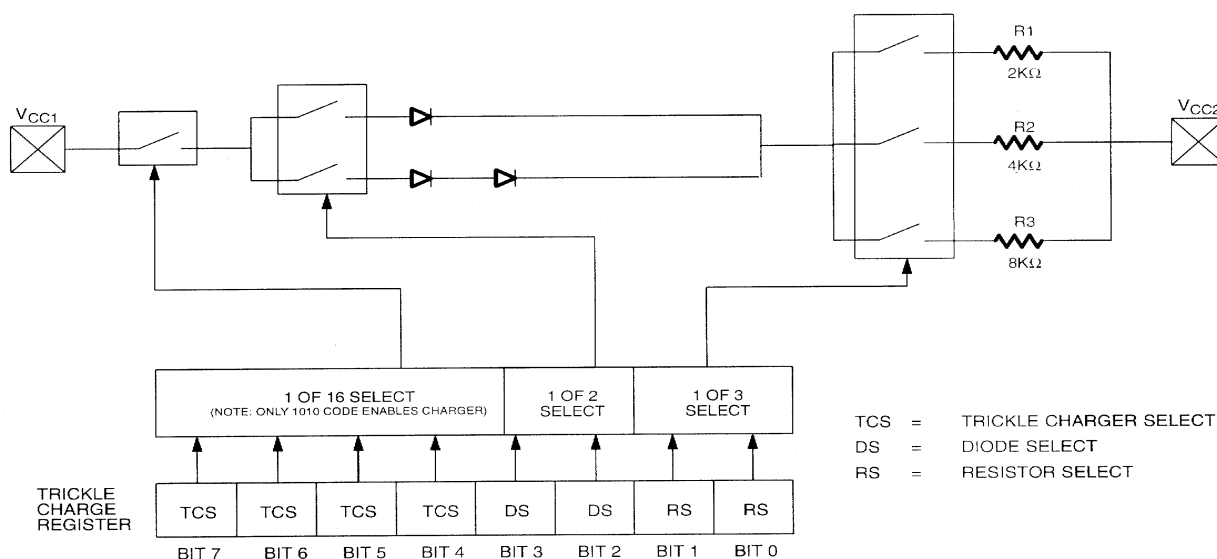 VCC1
R1
2KΩ
R2
4KΩ
R3
8KΩ
VCC2
1 OF 16 SELECT
(NOTE: ONLY 1010 CODE ENABLES CHARGER)
1 OF 2
SELECT
1 OF 3
SELECT
TCS = TRICKLE CHARGER SELECT
DS = DIODE SELECT
RS = RESISTOR SELECT
TRICKLE
CHARGE
REGISTER
TCS TCS TCS TCS DS DS RS RS
BIT 7 BIT 6 BIT 5 BIT 4 BIT 3 BIT 2 BIT 1 BIT 0